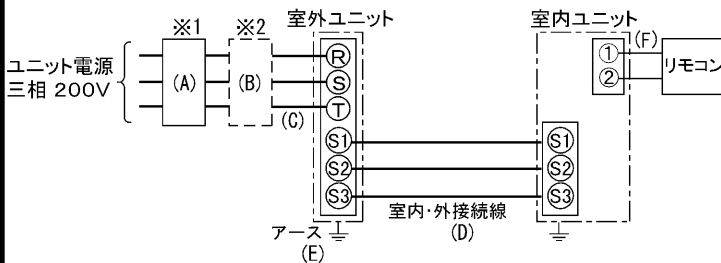 室外ユニット
室内ユニット
※1
※2
ユニット電源
三相 200V
(A)
(B)
(C)
R
S
T
S1
S2
S3
室内・外接続線
(D)
アース
(E)
①
②
(F)
リモコン
S1
S2
S3